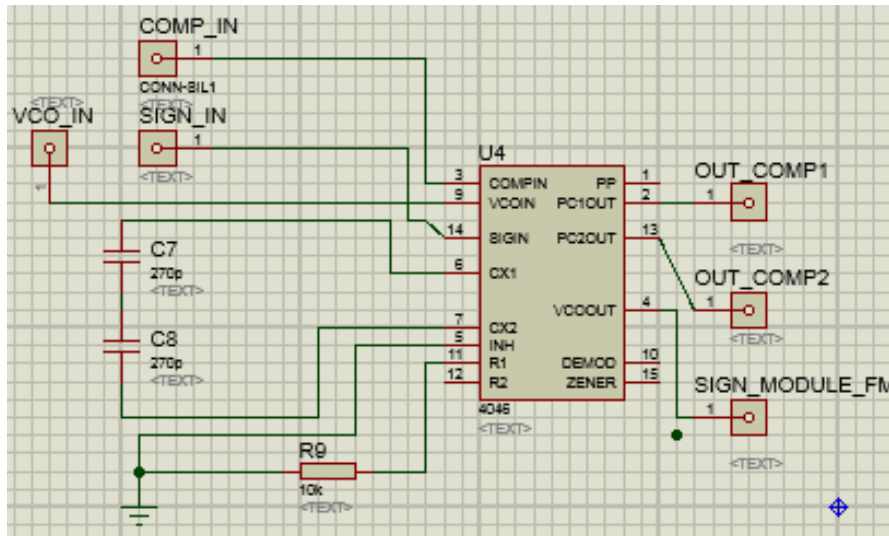 COMP_IN
1
CONN-SIL1
<TEXT>
<TEXT>
VCO_IN
1
SIGN_IN
1
<TEXT>
U4
3 COMPIN
9 VCOIN
14 SIGIN
6 CX1
7 CX2
5 INH
11 R1
12 R2
PP 1
PC1OUT 2
PC2OUT 13
VCOOUT 4
DEMOD 10
ZENER 15
4046
<TEXT>
OUT_COMP1
1
<TEXT>
OUT_COMP2
1
<TEXT>
SIGN_MODULE_FM
1
<TEXT>
C7
270p
<TEXT>
C8
270p
<TEXT>
R9
10k
<TEXT>